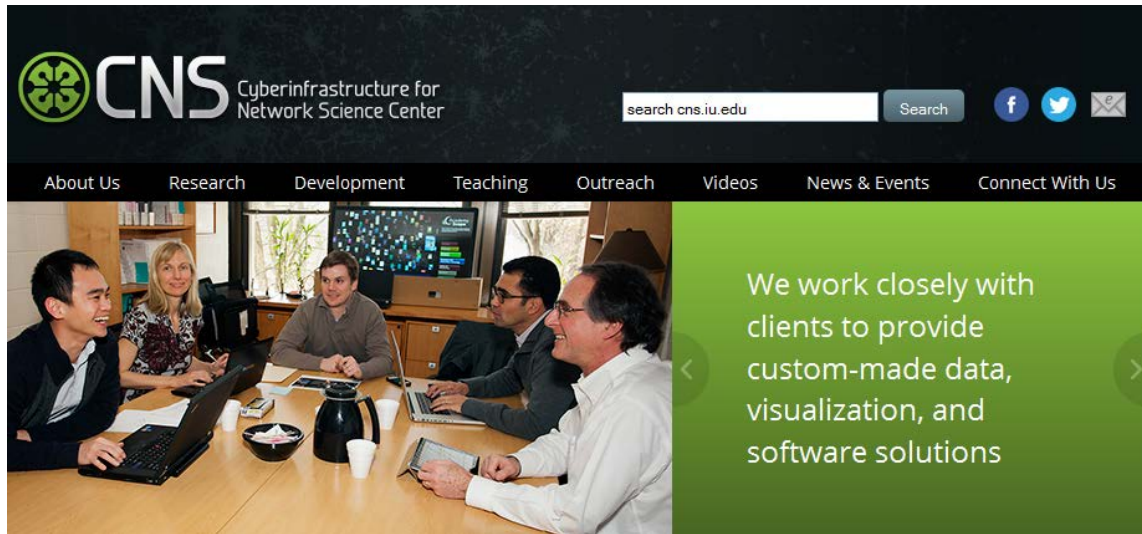 CNS
Cyberinfrastructure for
Network Science Center
search cns.iu.edu
Search
About Us Research Development Teaching Outreach Videos News & Events Connect With Us
We work closely with
clients to provide
custom-made data,
visualization, and
software solutions